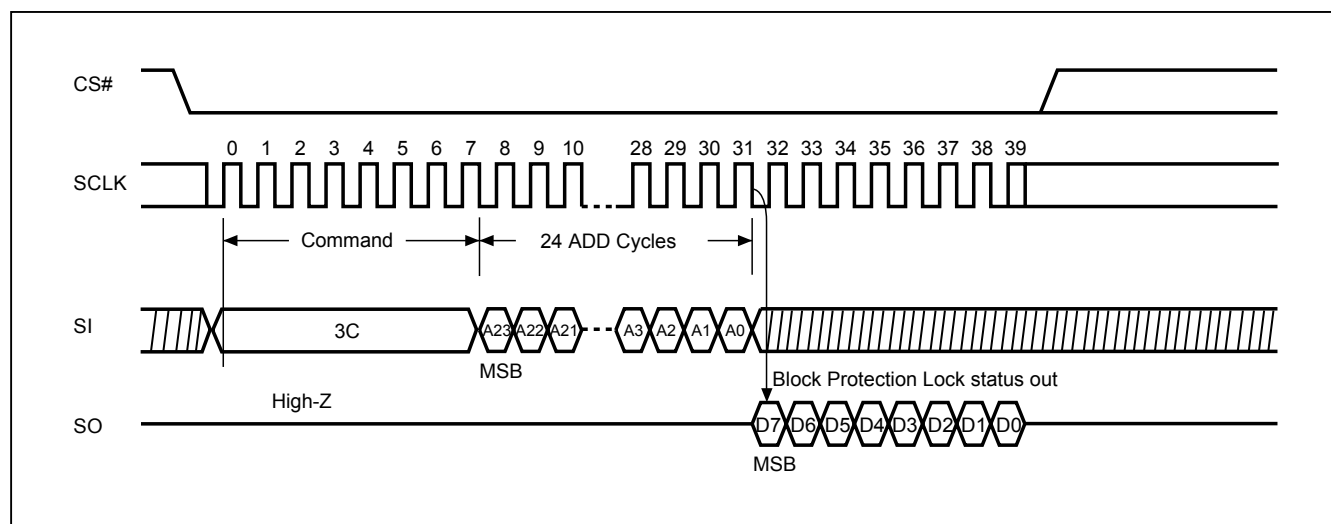 CS#
0 1 2 3 4 5 6 7 8 9 10 28 29 30 31 32 33 34 35 36 37 38 39
SCLK
Command 24 ADD Cycles
SI 3C A23 A22 A21 A3 A2 A1 A0
MSB
Block Protection Lock status out
High-Z
SO D7 D6 D5 D4 D3 D2 D1 D0
MSB